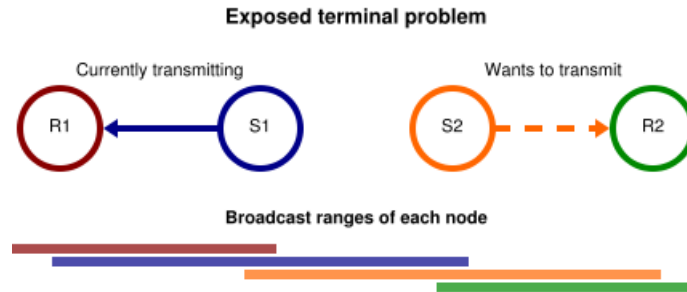 Exposed terminal problem
Currently transmitting
Wants to transmit
R1
S1
S2
R2
Broadcast ranges of each node